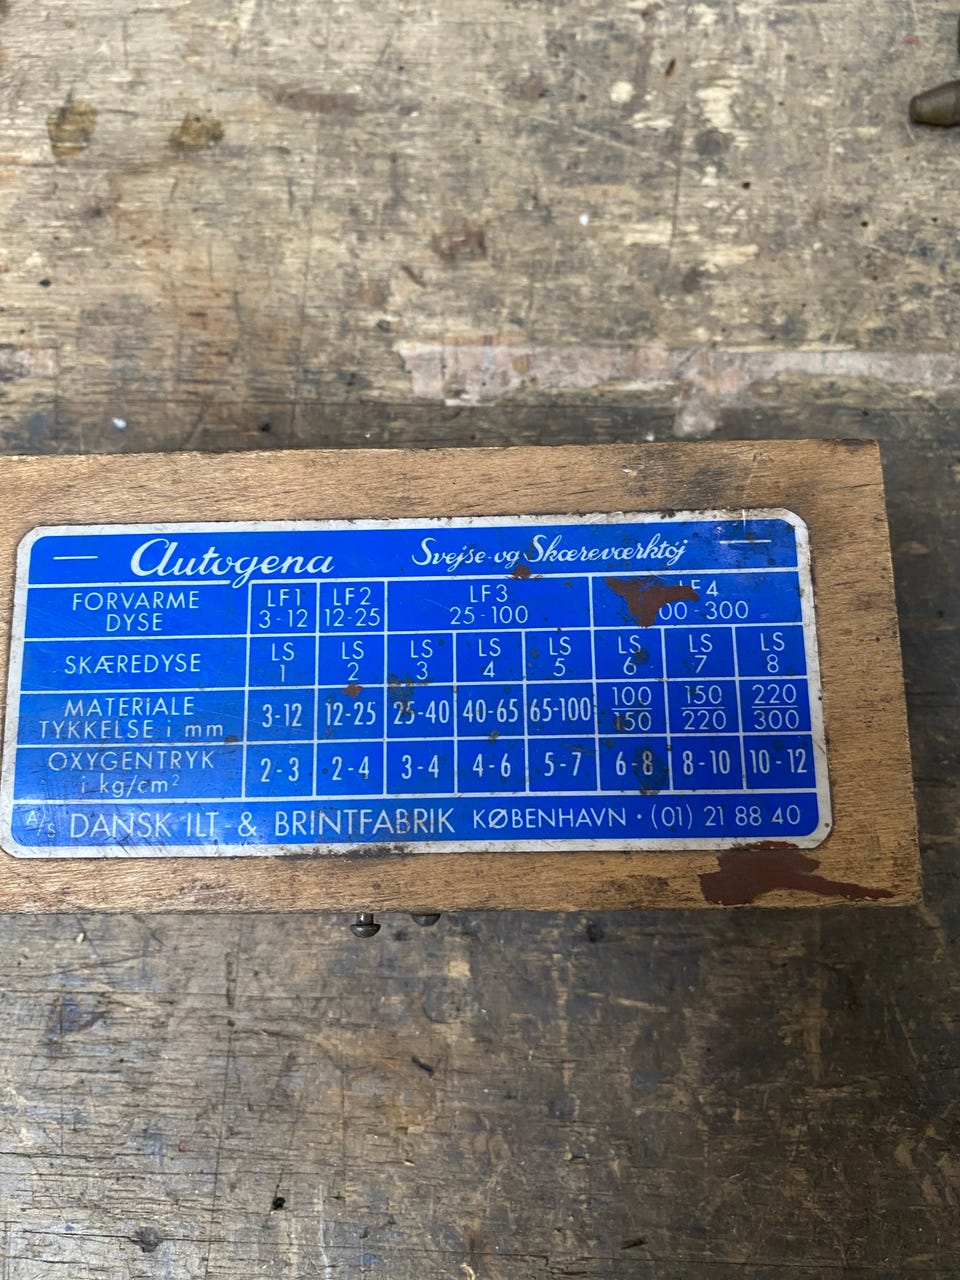 Autogena Svejse-og Skæreværktøj
FORVARME DYSE LF1 3-12 LF2 12-25 LF3 25-100 4 00-300
SKÆREDYSE LS 1 LS 2 LS 3 LS 4 LS 5 LS 6 LS 7 LS 8
MATERIALE TYKKELSE i mm 3-12 12-25 25-40 40-65 65-100 100 150 150 220 220 300
OXYGENTRYK i kg/cm² 2-3 2-4 3-4 4-6 5-7 6-8 8-10 10-12
A/S DANSK ILT- & BRINTFABRIK KØBENHAVN · (01) 21 88 40